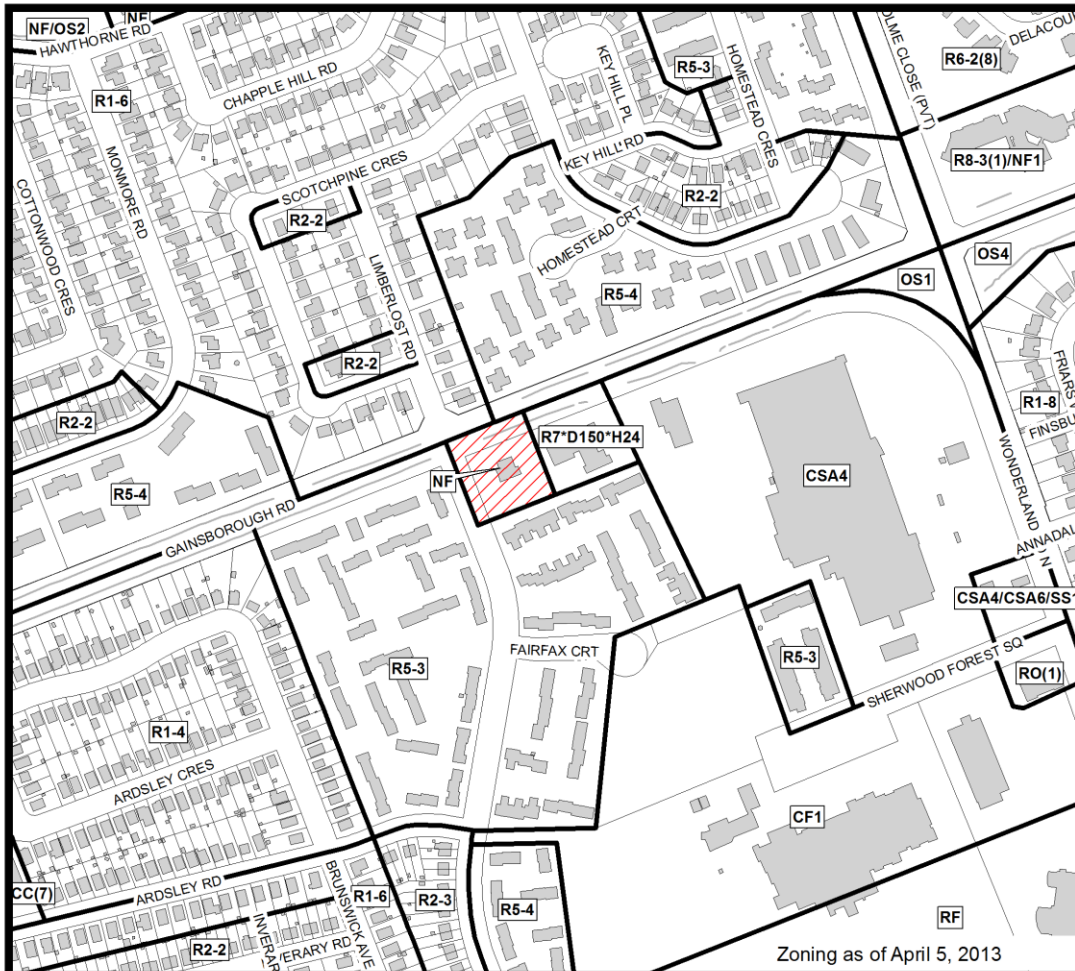 NF/OS2
NF
HAWTHORNE RD
R1-6
CHAPPLE HILL RD
KEY HILL PL
R5-3
HOMESTEAD CRES
OLME CLOSE (PVT)
R6-2(8)
DELACOU
MONMORE RD
COTTONWOOD CRES
SCOTCHPINE CRES
R2-2
KEY HILL RD
R2-2
R8-3(1)/NF1
HOMESTEAD CRT
LIMBERLOST RD
OS4
OS1
R5-4
R2-2
FRIARS
R1-8
FINSBU
R2-2
R7*D150*H24
WONDERLAND
NF
CSA4
R5-4
GAINSBOROUGH RD
ANNADAL
N
CSA4/CSA6/SS1
FAIRFAX CRT
R5-3
R5-3
SHERWOOD FOREST SQ
RO(1)
R1-4
ARDSLEY CRES
CF1
CC(7)
ARDSLEY RD
BRUNSWICK AVE
R1-6
R2-3
R5-4
RF
R2-2
INVERAR
VERARY RD
Zoning as of April 5, 2013